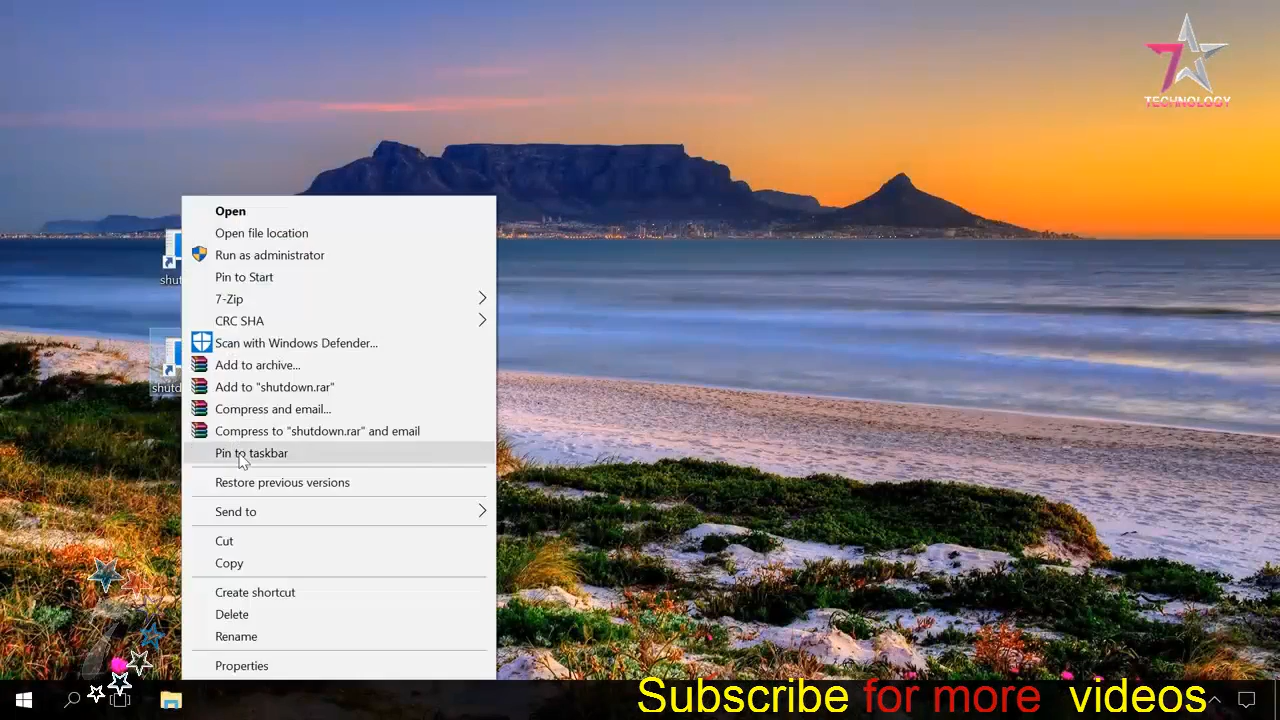 7
TECHNOLOGY
Open
Open file location
Run as administrator
Pin to Start
7-Zip
CRC SHA
Scan with Windows Defender...
Add to archive...
Add to "shutdown.rar"
Compress and email...
Compress to "shutdown.rar" and email
Pin to taskbar
Restore previous versions
Send to
Cut
Copy
Create shortcut
Delete
Rename
Properties
shut
shutd
Subscribe for more videos